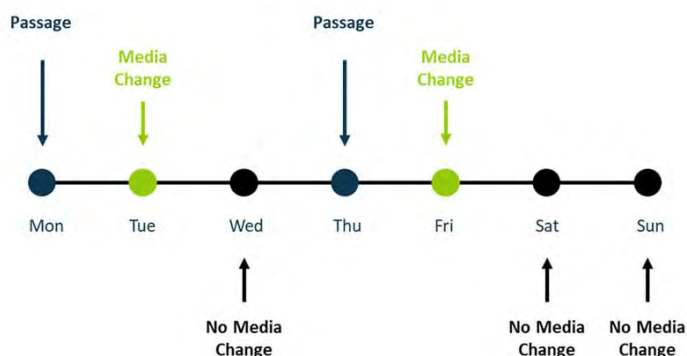 Passage
Passage
Media
Change
Media
Change
Mon
Tue
Wed
Thu
Fri
Sat
Sun
No Media
Change
No Media
Change
No Media
Change